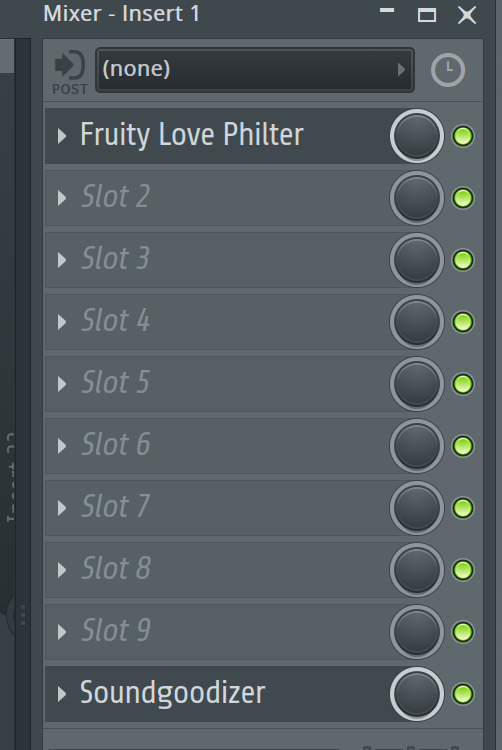 Mixer - Insert 1
(none)
POST
Fruity Love Philter
Slot 2
Slot 3
Slot 4
Slot 5
Slot 6
Slot 7
Slot 8
Slot 9
Soundgoodizer